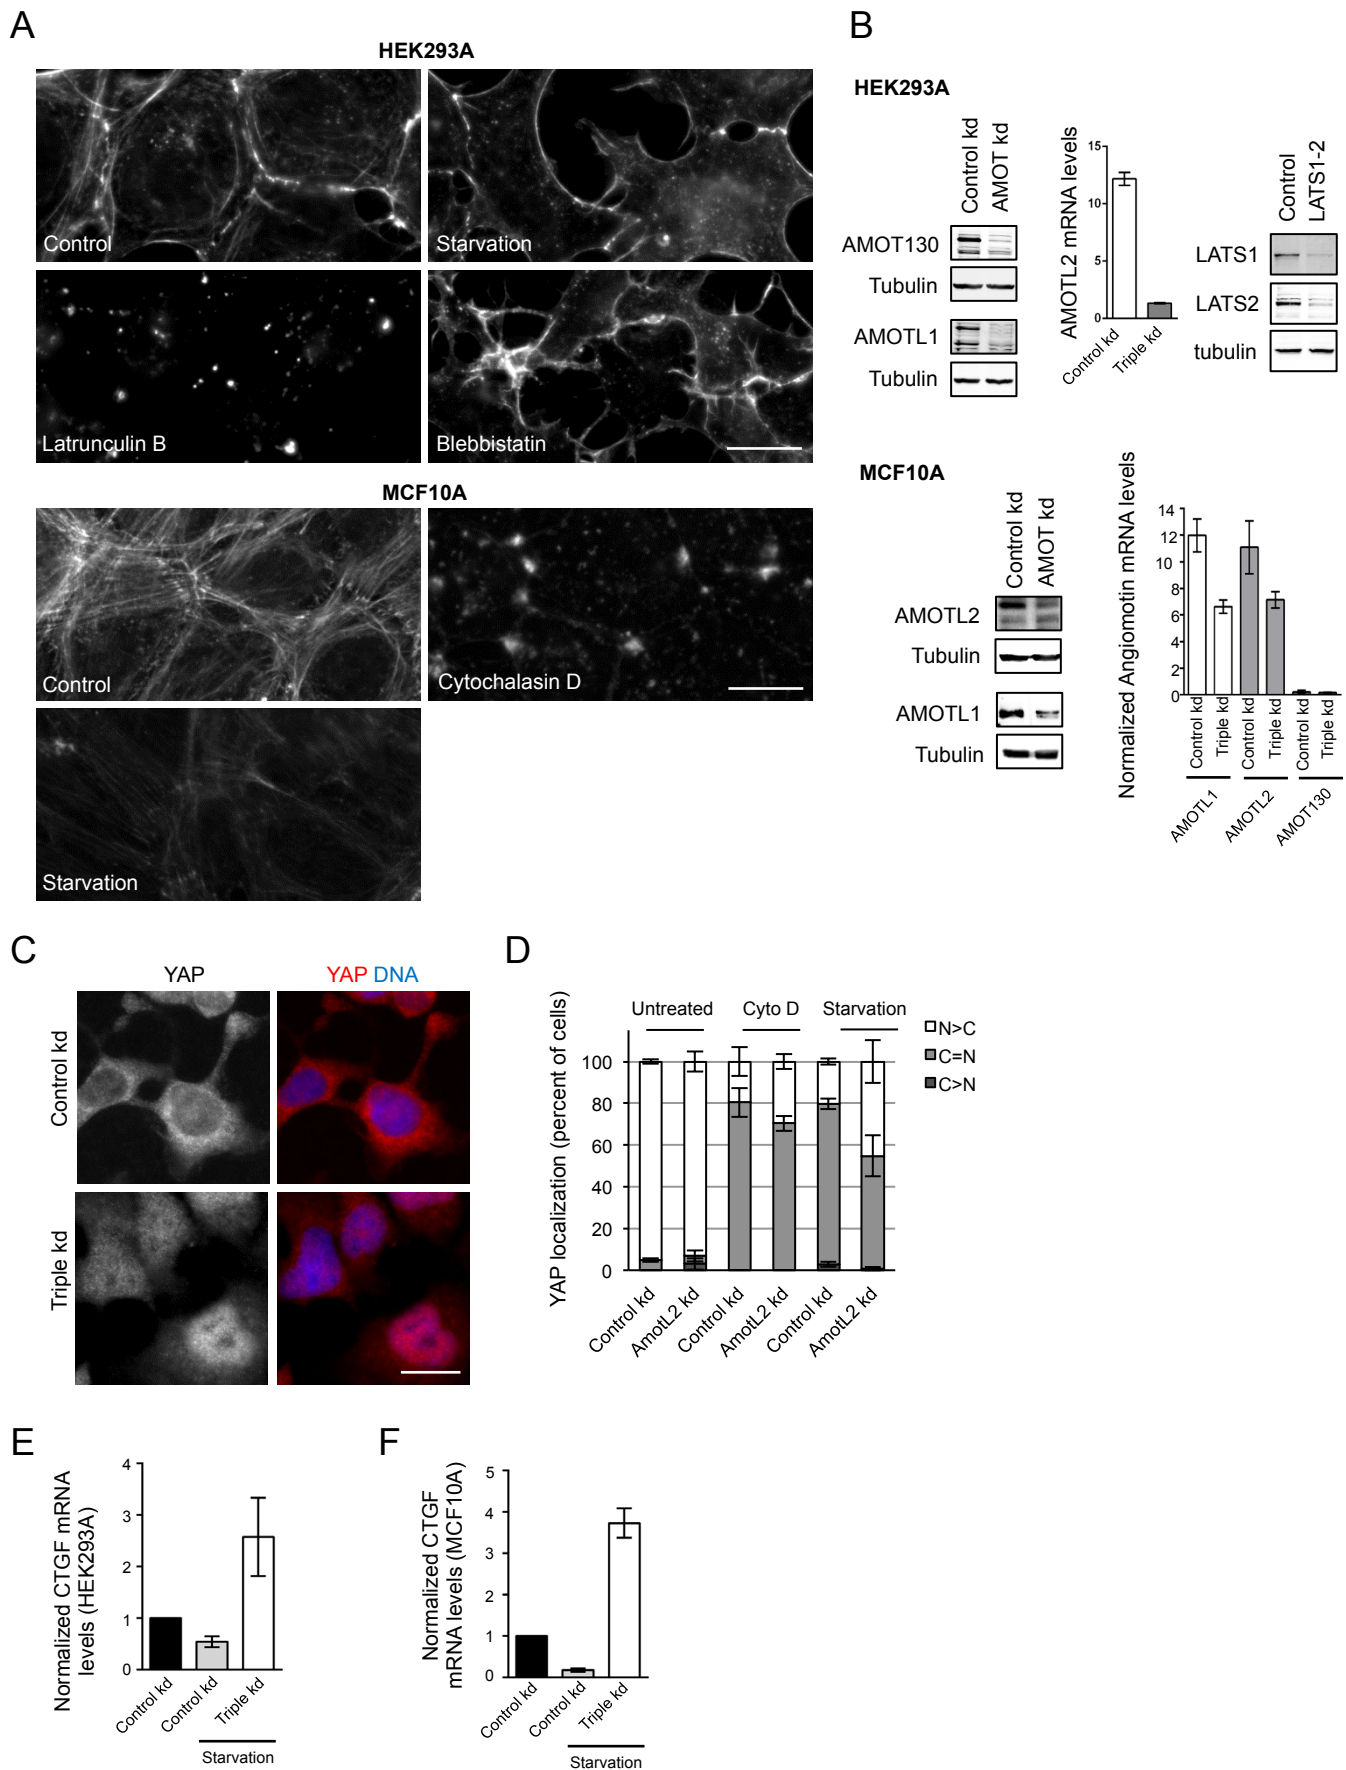 A
HEK293A
Control
Starvation
Latrunculin B
Blebbistatin
MCF10A
Control
Cytochalasin D
Starvation
B
HEK293A
Control kd
AMOT kd
AMOT130
Tubulin
AMOTL1
Tubulin
AMOTL2 mRNA levels
15
10
5
0
Control kd
Triple kd
Control
LATS1-2
LATS1
LATS2
tubulin
MCF10A
Control kd
AMOT kd
AMOTL2
Tubulin
AMOTL1
Tubulin
Normalized Angiomotin mRNA levels
14
12
10
8
6
4
2
0
Control kd
Triple kd
Control kd
Triple kd
Control kd
Triple kd
AMOTL1
AMOTL2
AMOT130
C
YAP
YAP DNA
Control kd
Triple kd
D
YAP localization (percent of cells)
Untreated
Cyto D
Starvation
N>C
C=N
C>N
100
80
60
40
20
0
Control kd
AmotL2 kd
Control kd
AmotL2 kd
Control kd
AmotL2 kd
E
Normalized CTGF mRNA
levels (HEK293A)
4
3
2
1
0
Control kd
Control kd
Triple kd
Starvation
F
Normalized CTGF
mRNA levels (MCF10A)
5
4
3
2
1
0
Control kd
Control kd
Triple kd
Starvation